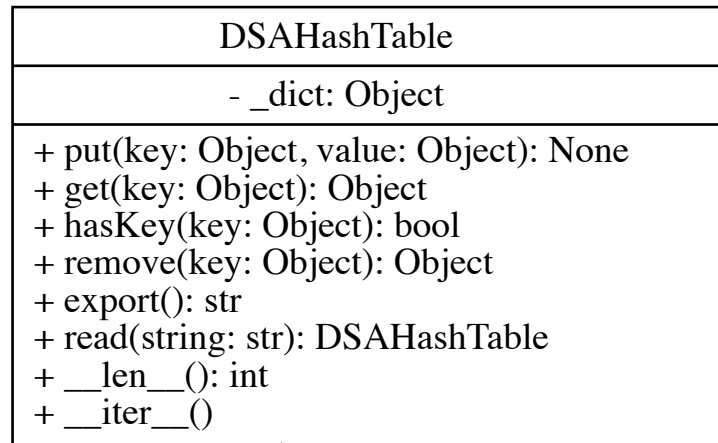 DSAHashTable
- _dict: Object
+ put(key: Object, value: Object): None
+ get(key: Object): Object
+ hasKey(key: Object): bool
+ remove(key: Object): Object
+ export(): str
+ read(string: str): DSAHashTable
+ __len__(): int
+ __iter__()